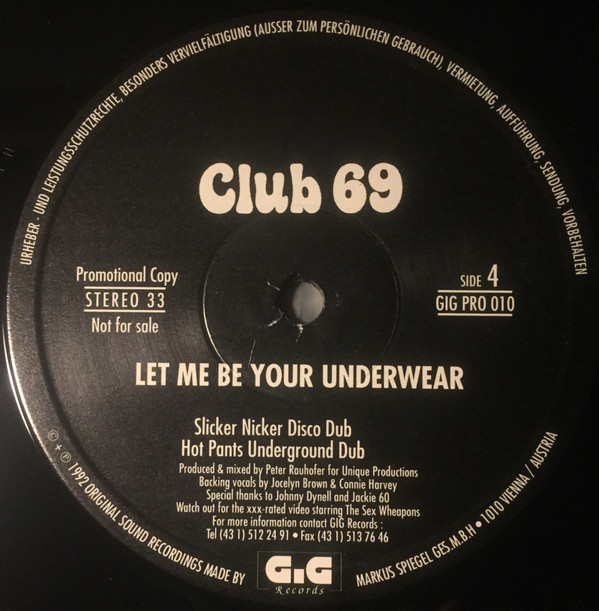 URHEBER - UND LEISTUNGSSCHUTZRECHTE, BESONDERS VERVIELFÄLTIGUNG (AUSSER ZUM PERSÖNLICHEN GEBRAUCH), VERMIETUNG, AUFFÜHRUNG, SENDUNG, VORBEHALTEN
Club 69
Promotional Copy
STEREO 33
Not for sale
SIDE 4
GIG PRO 010
LET ME BE YOUR UNDERWEAR
Slicker Nicker Disco Dub
Hot Pants Underground Dub
Produced & mixed by Peter Rauhofer for Unique Productions
Backing vocals by Jocelyn Brown & Connie Harvey
Special thanks to Johnny Dynell and Jackie 60
Watch out for the xxx-rated video starring The Sex Wheapons
For more information contact GIG Records :
Tel (43 1) 512 24 91 • Fax (43 1) 513 76 46
© + ℗ 1992 ORIGINAL SOUND RECORDINGS MADE BY
GIG
Records
MARKUS SPIEGEL GES.M.B.H • 1010 VIENNA / AUSTRIA